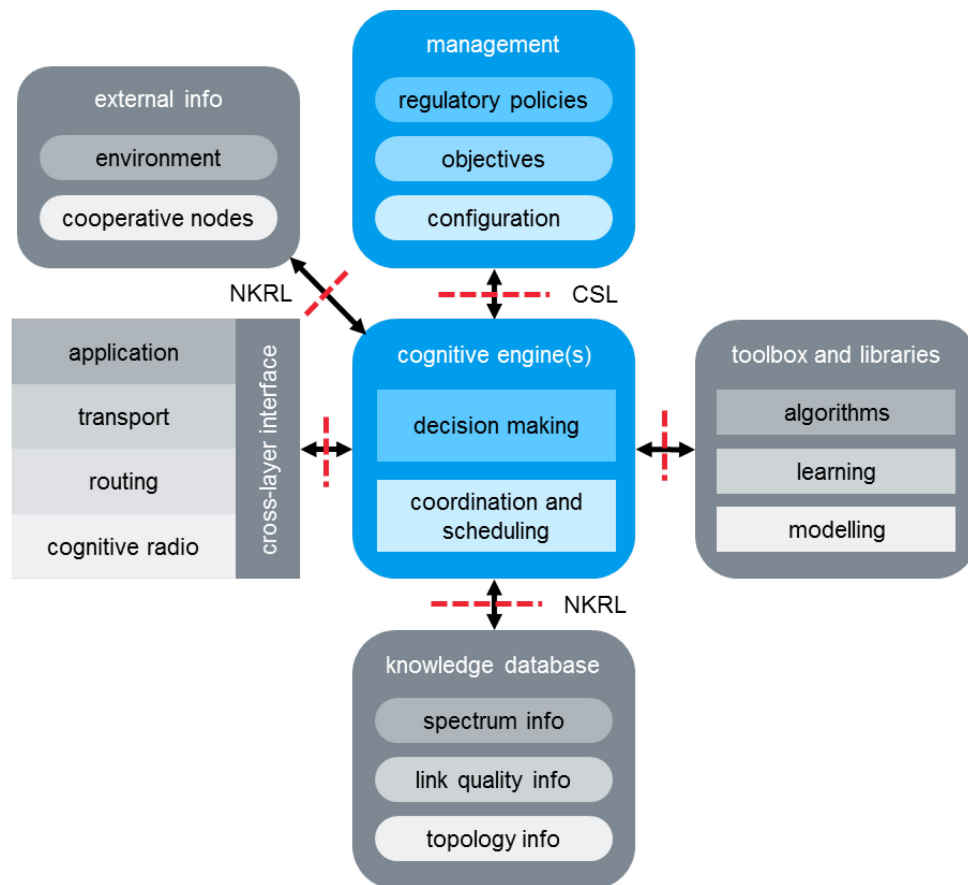 management
regulatory policies
objectives
configuration
external info
environment
cooperative nodes
NKRL
CSL
application
transport
routing
cognitive radio
cross-layer interface
cognitive engine(s)
decision making
coordination and
scheduling
toolbox and libraries
algorithms
learning
modelling
NKRL
knowledge database
spectrum info
link quality info
topology info